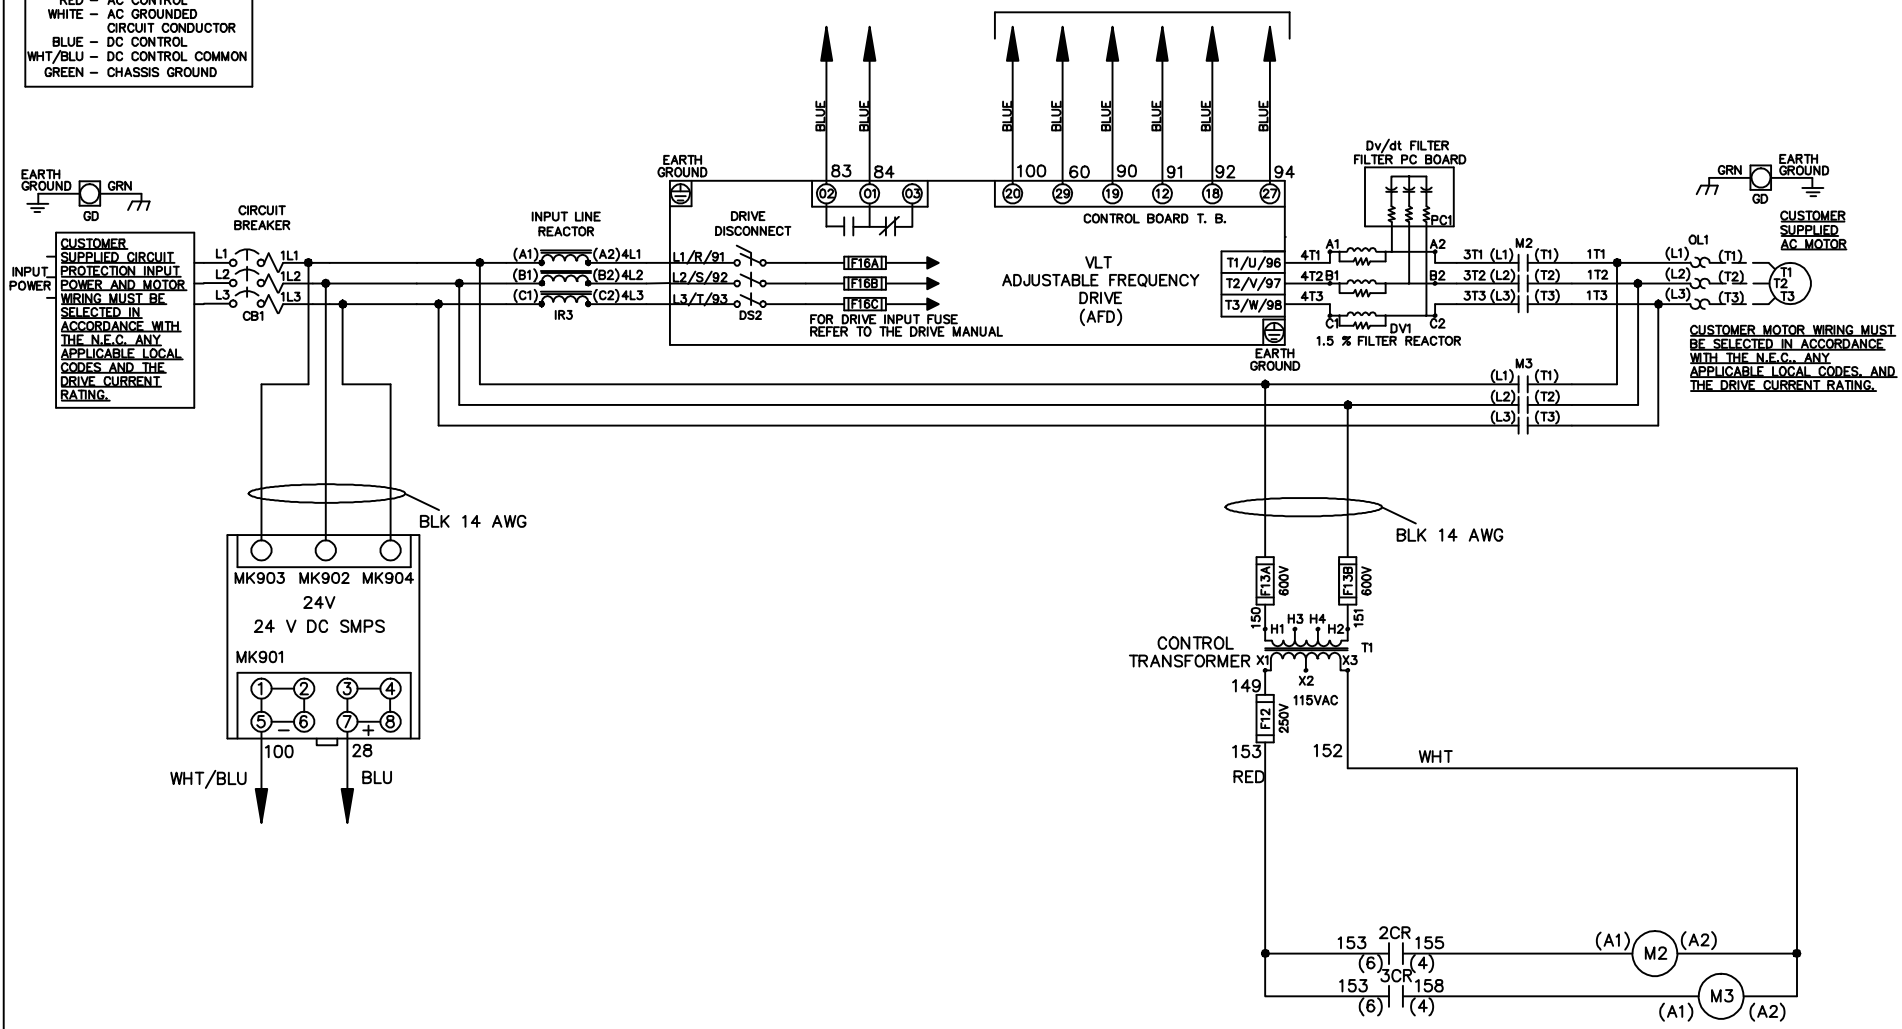 RED – AC CONTROL
WHITE – AC GROUNDED
CIRCUIT CONDUCTOR
BLUE – DC CONTROL
WHT/BLU – DC CONTROL COMMON
GREEN – CHASSIS GROUND
BLUE
BLUE
BLUE
BLUE
BLUE
BLUE
BLUE
BLUE
EARTH
GROUND
GRN
GD
CIRCUIT
BREAKER
INPUT LINE
REACTOR
EARTH
GROUND
DRIVE
DISCONNECT
83
84
02
01
03
100
60
90
91
92
94
20
29
19
12
18
27
CONTROL BOARD T. B.
Dv/dt FILTER
FILTER PC BOARD
PC1
GRN
GD
EARTH
GROUND
CUSTOMER
SUPPLIED
AC MOTOR
INPUT
POWER
CUSTOMER
SUPPLIED CIRCUIT
PROTECTION INPUT
POWER AND MOTOR
WIRING MUST BE
SELECTED IN
ACCORDANCE WITH
THE N.E.C. ANY
APPLICABLE LOCAL
CODES AND THE
DRIVE CURRENT
RATING.
L1
1L1
L2
1L2
L3
1L3
CB1
(A1)
(A2)
4L1
(B1)
(B2)
4L2
(C1)
(C2)
4L3
IR3
L1/R/91
L2/S/92
L3/T/93
DS2
F16A
F16B
F16C
FOR DRIVE INPUT FUSE
REFER TO THE DRIVE MANUAL
VLT
ADJUSTABLE FREQUENCY
DRIVE
(AFD)
T1/U/96
T2/V/97
T3/W/98
EARTH
GROUND
4T1
4T2
4T3
A1
A2
B1
B2
C1
C2
DV1
1.5 % FILTER REACTOR
M2
3T1 (L1)
(T1)
1T1
3T2 (L2)
(T2)
1T2
3T3 (L3)
(T3)
1T3
OL1
(L1)
(T1)
(L2)
(T2)
(L3)
(T3)
T1
T2
T3
CUSTOMER MOTOR WIRING MUST
BE SELECTED IN ACCORDANCE
WITH THE N.E.C., ANY
APPLICABLE LOCAL CODES, AND
THE DRIVE CURRENT RATING.
M3
(L1)
(T1)
(L2)
(T2)
(L3)
(T3)
BLK 14 AWG
MK903
MK902
MK904
24V
24 V DC SMPS
MK901
1
2
3
4
5
6
7
8
–
+
100
28
WHT/BLU
BLU
BLK 14 AWG
F13A
600V
F13B
600V
150
151
H1
H3
H4
H2
T1
CONTROL
TRANSFORMER
X1
X3
X2
115VAC
149
F12
250V
153
152
RED
WHT
2CR
153
155
(6)
(4)
(A1)
M2
(A2)
3CR
153
158
(6)
(4)
(A1)
M3
(A2)